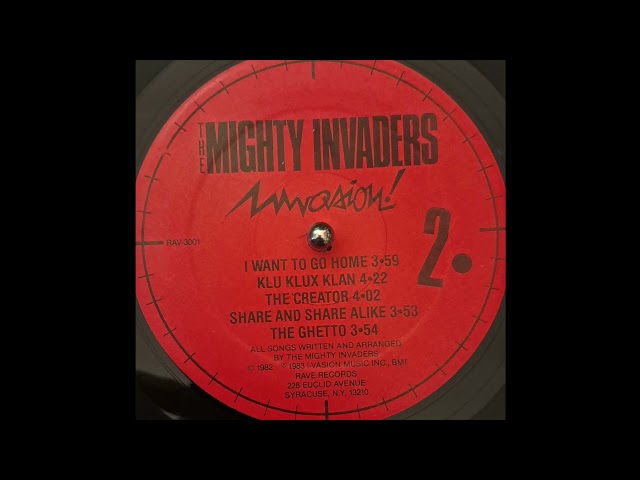 THE MIGHTY INVADERS
Invasion!
RAV-3001
2.
I WANT TO GO HOME 3•59
KLU KLUX KLAN 4•22
THE CREATOR 4•02
SHARE AND SHARE ALIKE 3•53
THE GHETTO 3•54
ALL SONGS WRITTEN AND ARRANGED
BY THE MIGHTY INVADERS
© 1982 ℗ 1983 I-VASION MUSIC INC., BMI
RAVE RECORDS
226 EUCLID AVENUE
SYRACUSE, N.Y. 13210